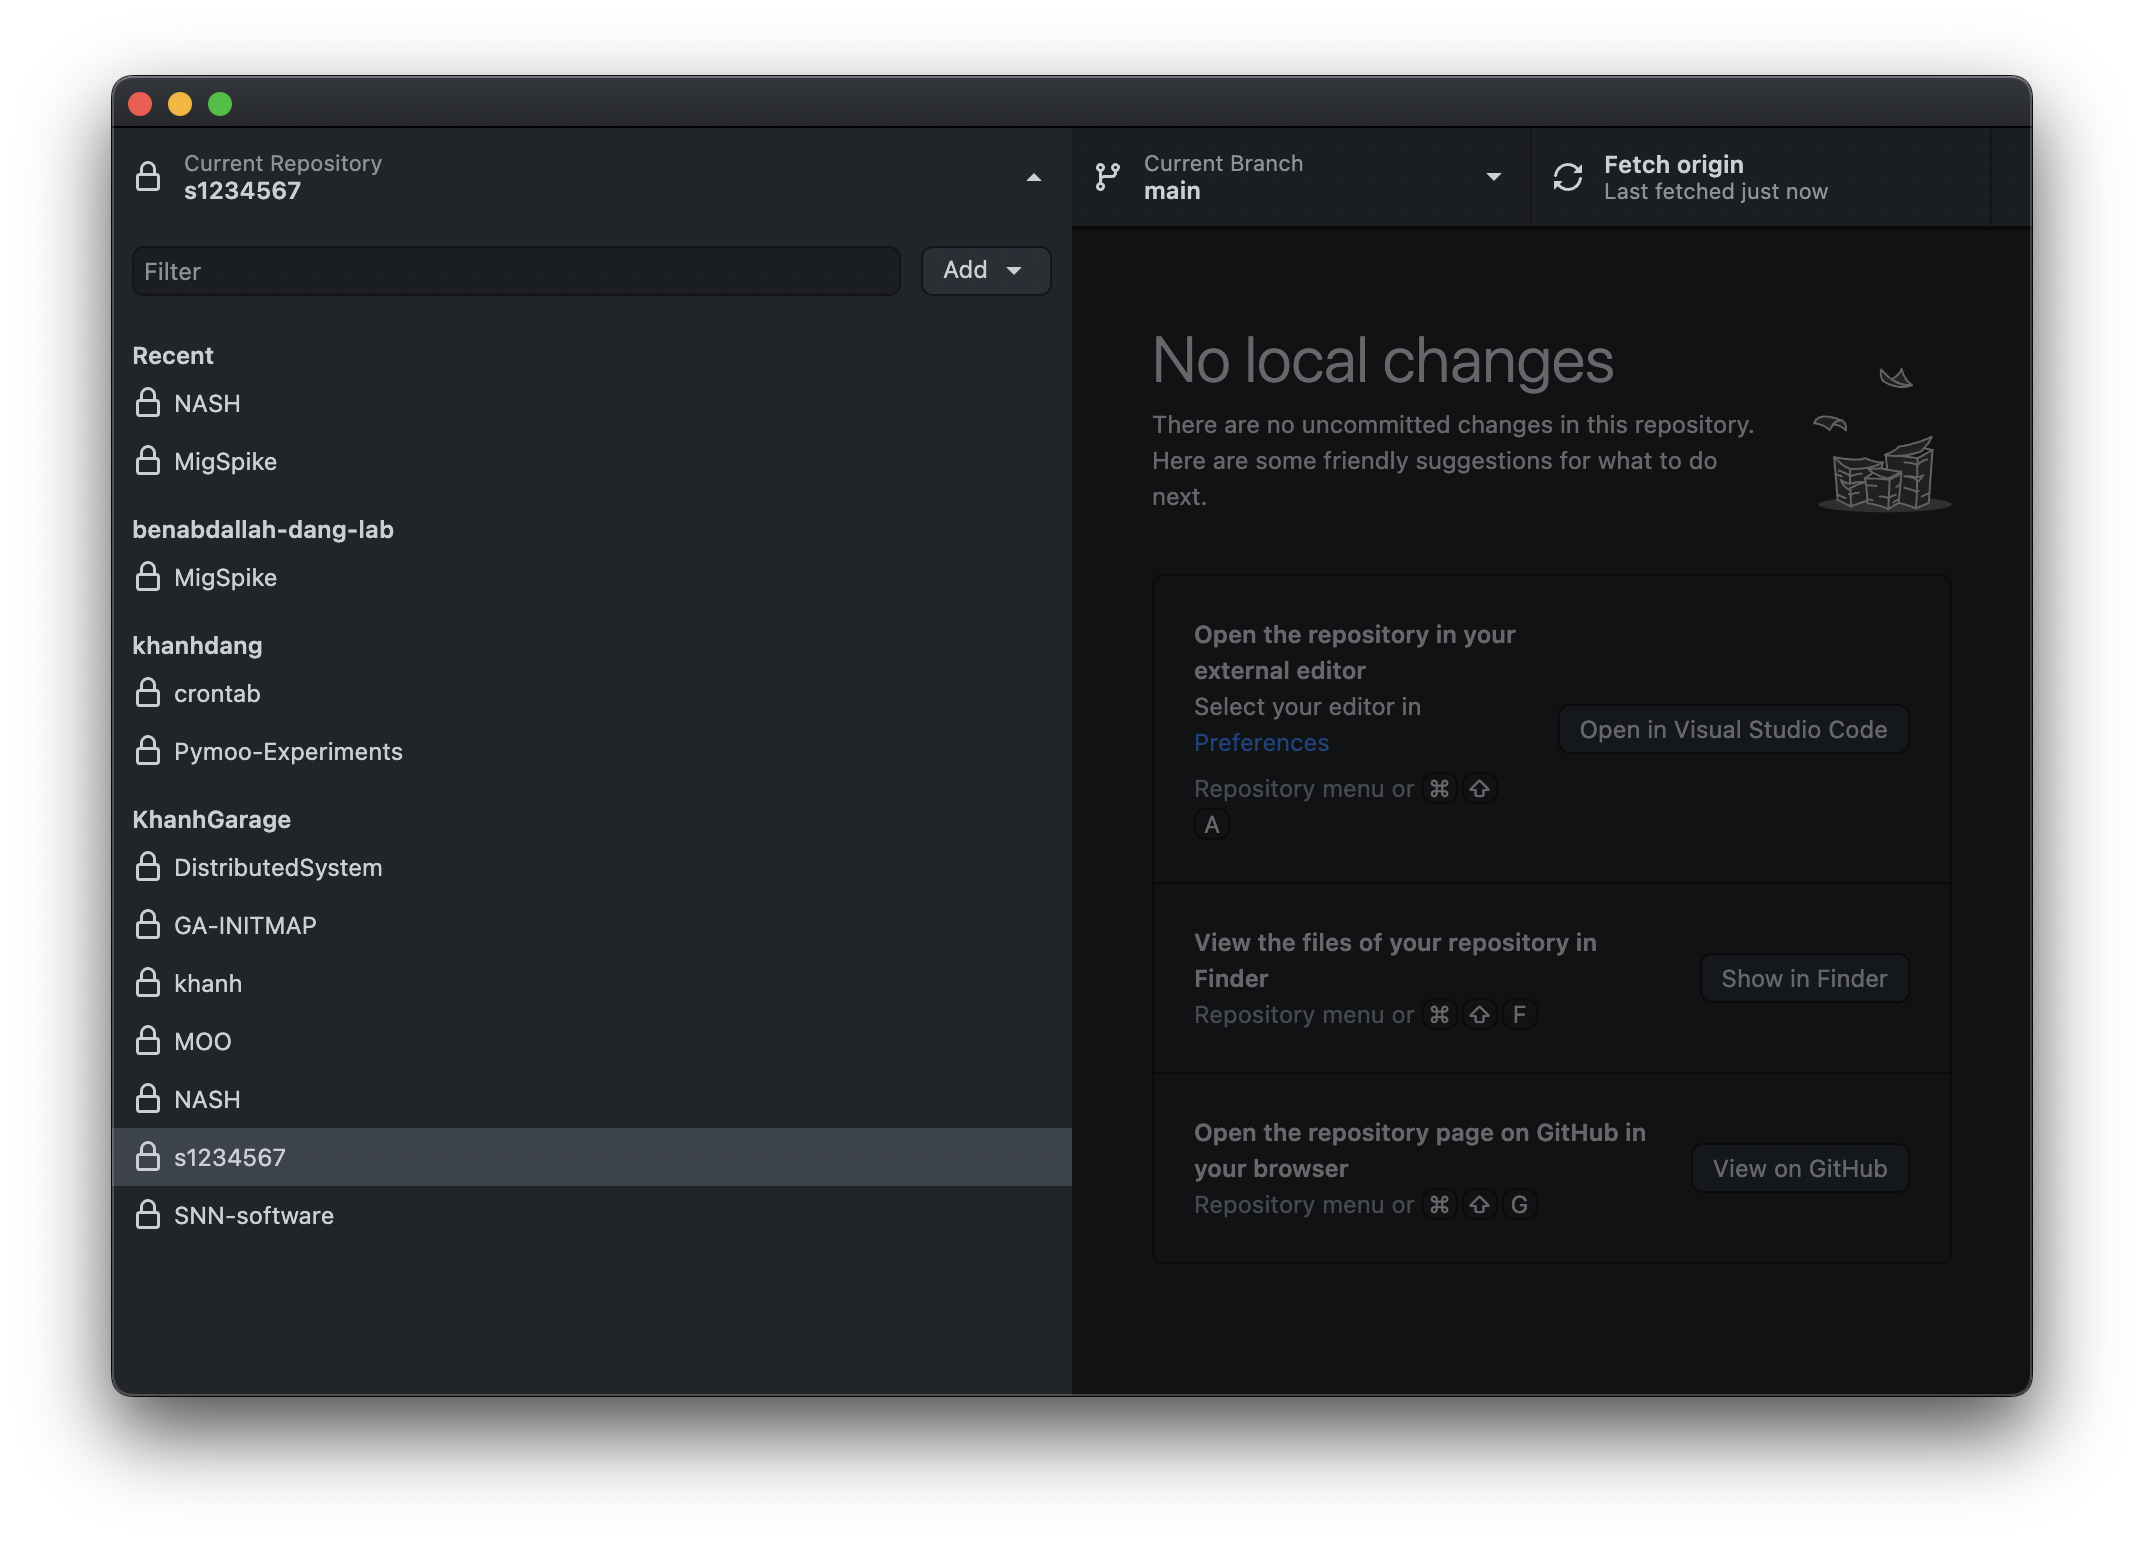 Current Repository
s1234567
Current Branch
main
Fetch origin
Last fetched just now
Filter
Add
Recent
NASH
MigSpike
benabdallah-dang-lab
MigSpike
khanhdang
crontab
Pymoo-Experiments
KhanhGarage
DistributedSystem
GA-INITMAP
khanh
MOO
NASH
s1234567
SNN-software
No local changes
There are no uncommitted changes in this repository.
Here are some friendly suggestions for what to do
next.
Open the repository in your
external editor
Select your editor in
Preferences
Repository menu or ⌘ ⇧
A
Open in Visual Studio Code
View the files of your repository in
Finder
Repository menu or ⌘ ⇧ F
Show in Finder
Open the repository page on GitHub in
your browser
Repository menu or ⌘ ⇧ G
View on GitHub